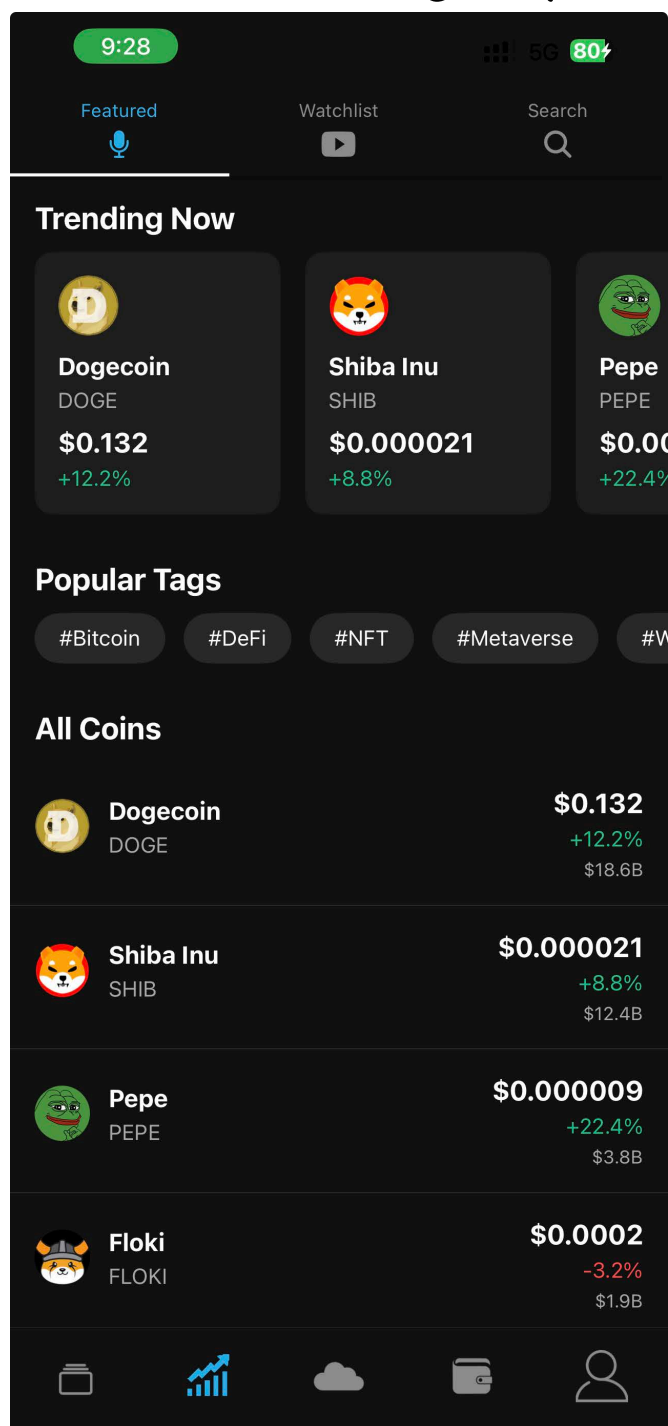 9:28 5G 80
Featured Watchlist Search
Trending Now
Dogecoin Shiba Inu Pepe
DOGE SHIB PEPE
$0.132 $0.000021 $0.00
+12.2% +8.8% +22.4%
Popular Tags
#Bitcoin #DeFi #NFT #Metaverse
All Coins
Dogecoin $0.132
DOGE +12.2%
$18.6B
Shiba Inu $0.000021
SHIB +8.8%
$12.4B
Pepe $0.000009
PEPE +22.4%
$3.8B
Floki $0.0002
FLOKI -3.2%
$1.9B